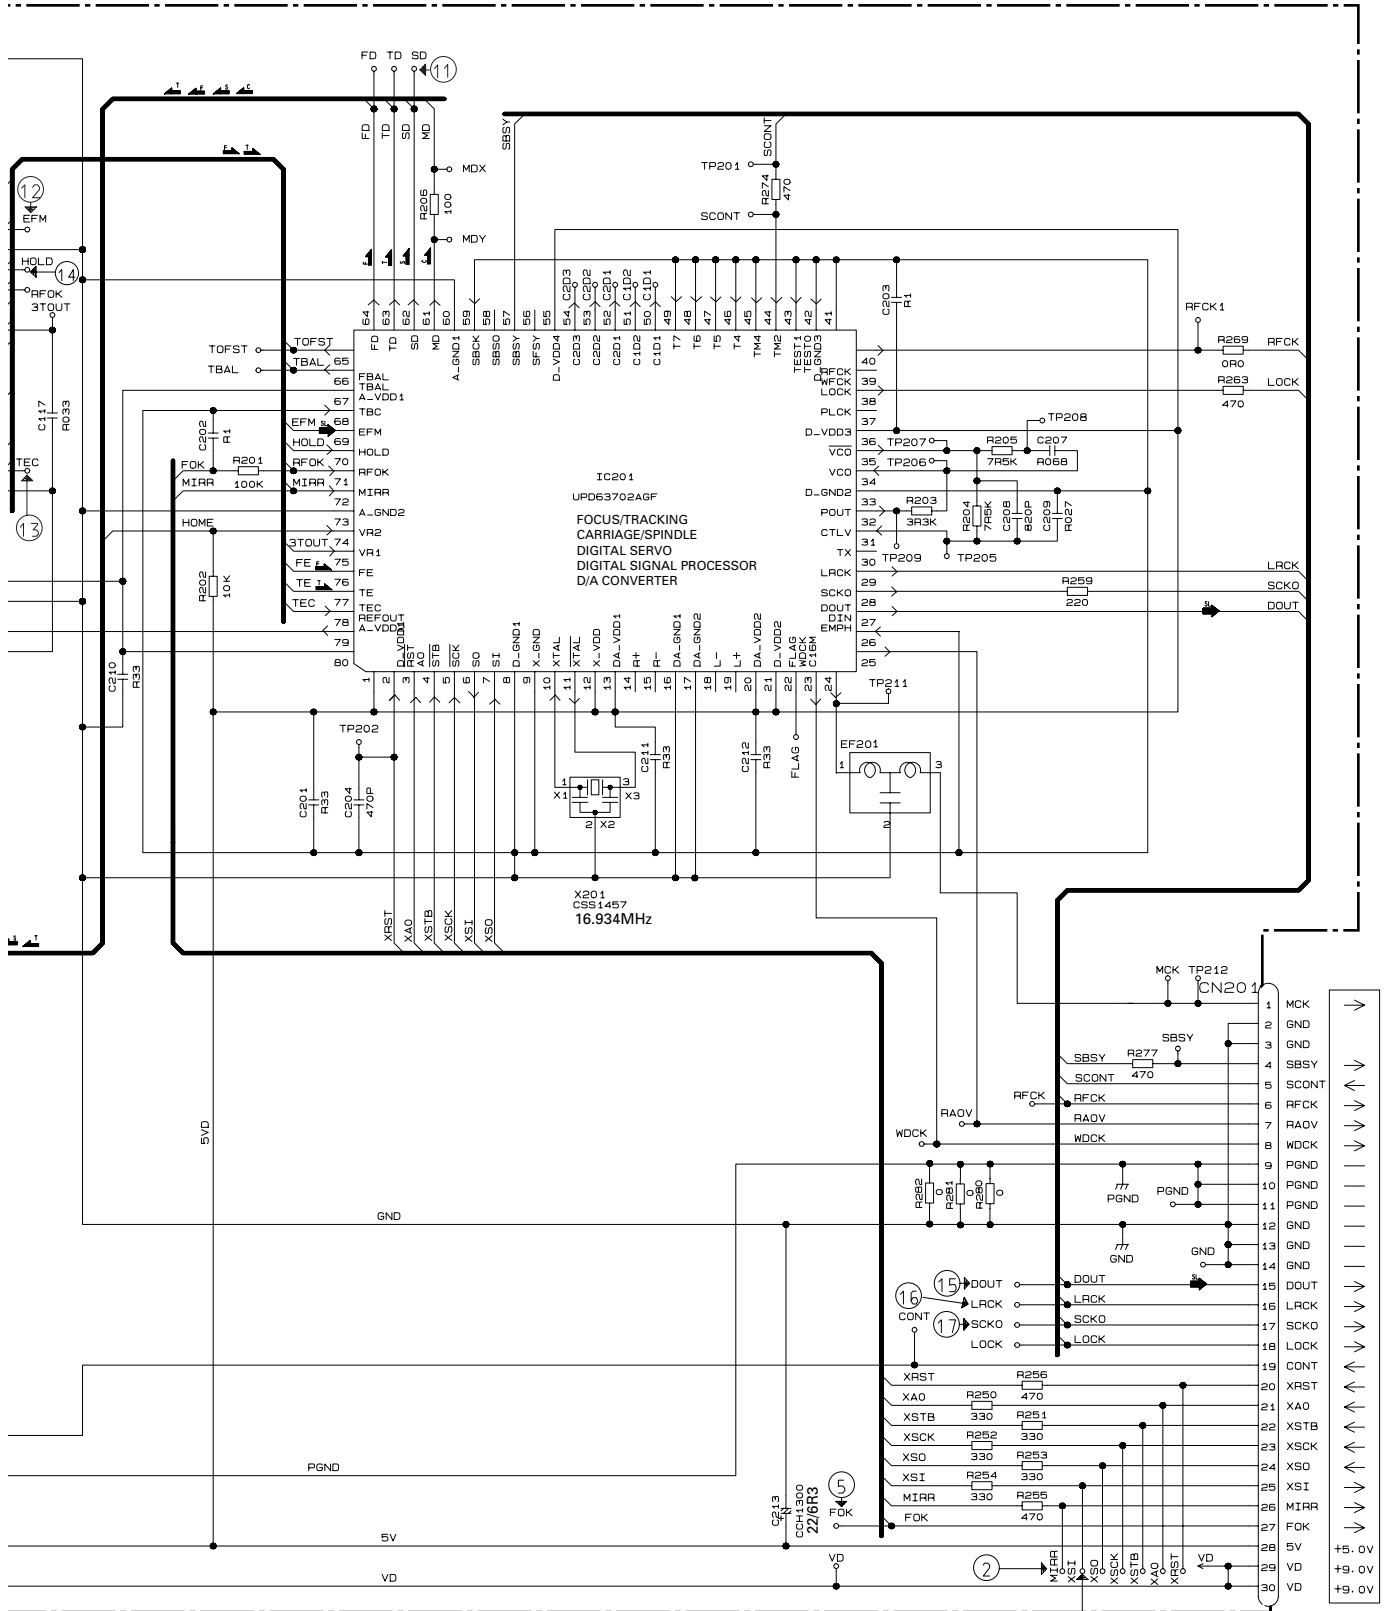 FD TD SD
11
T F S C
FD TD SD MD
SBSY
SCONT
F T
TP201
MDX
R274 470
12
EFM
R206 100
SCONT
MDY
HOLD
14
RFOK
3TOUT
C2D3 C2D2 C2D1 C1D2 C1D1
C203 R1
RFCK1
64 63 62 61 60 59 58 57 56 55 54 53 52 51 50 49 48 47 46 45 44 43 42 41
FD TD SD MD A_GND1 SBCK SBSO SBSY SFSY D_VDD4 C2D3 C2D2 C2D1 C1D2 C1D1 T7 T6 T5 T4 TM4 TM2 TEST1 TEST0 D_GND3
TOFST TOFST
R269 RFCK
0R0
TBAL TBAL 65
40
FBAL RFCK
66 TBAL WFCK 39
R263 LOCK
A_VDD1 LOCK
470
67 38
TBC PLCK
C117 R033
C202 R1
EFM 68 37
TP208
EFM D_VDD3
HOLD 69 36 TP207 R205 C207
HOLD VCO
7R5K R068
TEC
FOK R201 RFOK 70 35 TP206
RFOK VCO
100K
MIRR MIRR 71 34
MIRR D_GND2
IC201
UPD63702AGF
72 33 R203
A_GND2 POUT
3R3K
R204 7R5K
C208 820P
C209 R027
13
HOME 73 32
VR2 CTLV
FOCUS/TRACKING
CARRIAGE/SPINDLE
DIGITAL SERVO
DIGITAL SIGNAL PROCESSOR
D/A CONVERTER
3TOUT 74 31
VR1 TX
TP209 TP205
FE 75 30
FE LRCK
LRCK
R202 10K
TE 76 29
TE SCKO
R259 SCKO
220
TEC 77 28
TEC DOUT
DOUT
REFOUT DIN
78 27
A_VDD1 EMPH
79 26
80 25
D_VDD1 RST A0 STB SCK SO SI D_GND1 X_GND XTAL XTAL X_VDD DA_VDD1 R+ R- DA_GND1 DA_GND2 L- L+ DA_VDD2 D_VDD2 FLAG WDCK C16M
1 2 3 4 5 6 7 8 9 10 11 12 13 14 15 16 17 18 19 20 21 22 23 24
C210 R33
TP211
TP202
C211 R33
C212 R33
FLAG
EF201
1 3
2
C201 R33
C204 470P
1 3
X1 X3
2 X2
X201
CSS1457
16.934MHz
XRST XAO XSTB XSCK XSI XSO
S T
MCK TP212
CN201
1 MCK
2 GND
3 GND
SBSY
SBSY R277 4 SBSY
470
SCONT 5 SCONT
RFCK RFCK 6 RFCK
RAOV RAOV 7 RAOV
WDCK WDCK 8 WDCK
9 PGND
5VD
R282 0 R281 0 R280 0
PGND
PGND
10 PGND
11 PGND
GND
12 GND
13 GND
GND
GND
14 GND
15 DOUT DOUT 15 DOUT
16 LRCK LRCK 16 LRCK
CONT
17 SCKO SCKO 17 SCKO
LOCK LOCK 18 LOCK
19 CONT
XRST R256 20 XRST
470
XAO R250 21 XAO
330
XSTB R251 22 XSTB
330
XSCK R252 23 XSCK
330
XSO R253 24 XSO
330
PGND
XSI R254 25 XSI
330
MIRR R255 26 MIRR
470
5
FOK
FOK 27 FOK
C213 CCH1300 22/6R3
5V
28 5V +5.0V
VD
2
MIRR XSI XSO XSCK XSTB XAO XRST
VD
29 VD +9.0V
VD
30 VD +9.0V